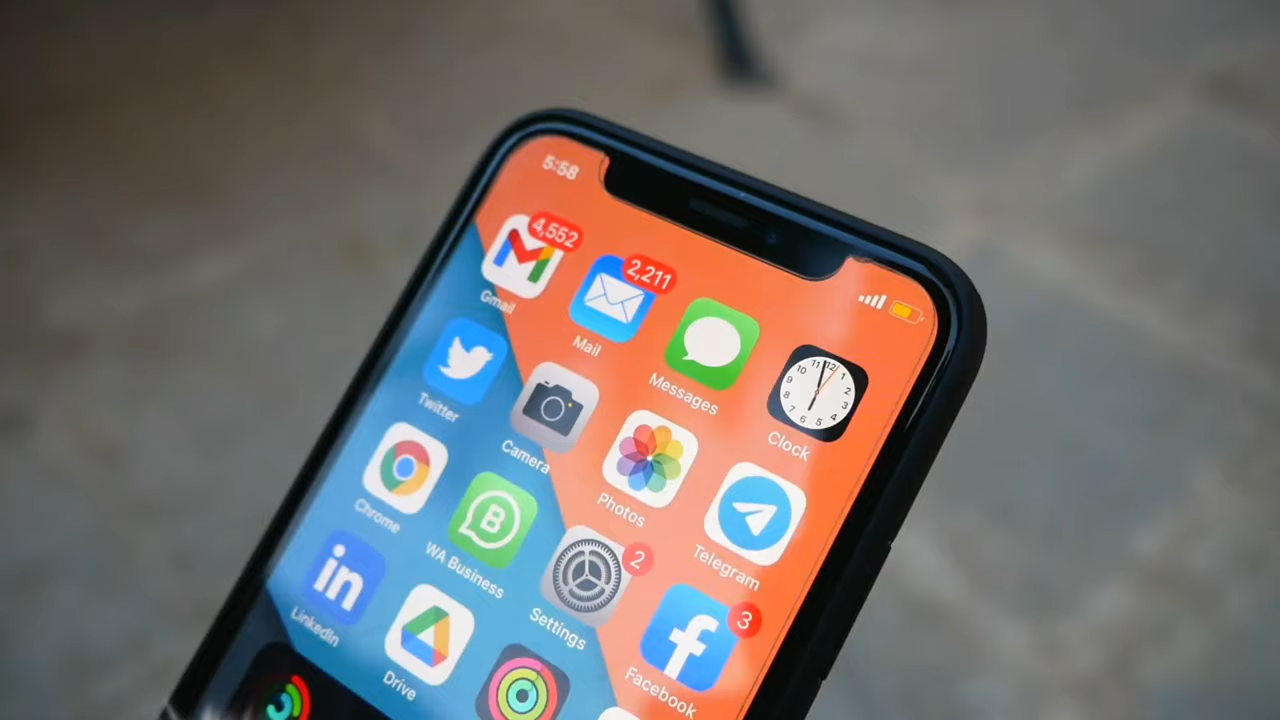 5:58
4,552
2,211
Gmail
Mail
Messages
Clock
Twitter
Camera
Photos
Telegram
Chrome
B
WA Business
2
Settings
3
Facebook
in
LinkedIn
Drive